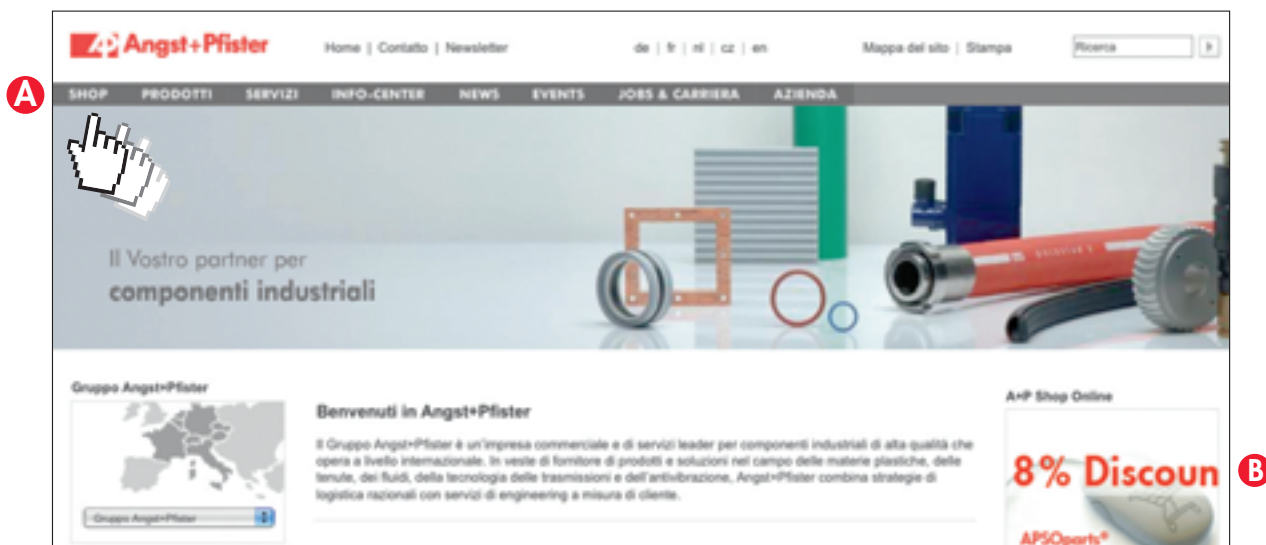 Angst+Pfister
Home | Contatto | Newsletter
de | fr | nl | cz | en
Mappa del sito | Stampa
Ricerca
A
SHOP PRODOTTI SERVIZI INFO-CENTER NEWS EVENTS JOBS & CARRIERA AZIENDA
Il Vostro partner per
componenti industriali
Gruppo Angst+Pfister
Gruppo Angst+Pfister
Benvenuti in Angst+Pfister
Il Gruppo Angst+Pfister è un'impresa commerciale e di servizi leader per componenti industriali di alta qualità che
opera a livello internazionale. In veste di fornitore di prodotti e soluzioni nel campo delle materie plastiche, delle
tenute, dei fluidi, della tecnologia delle trasmissioni e dell'antivibrazione, Angst+Pfister combina strategie di
logistica razionali con servizi di engineering a misura di cliente.
A+P Shop Online
8% Discoun
APSOparts®
B